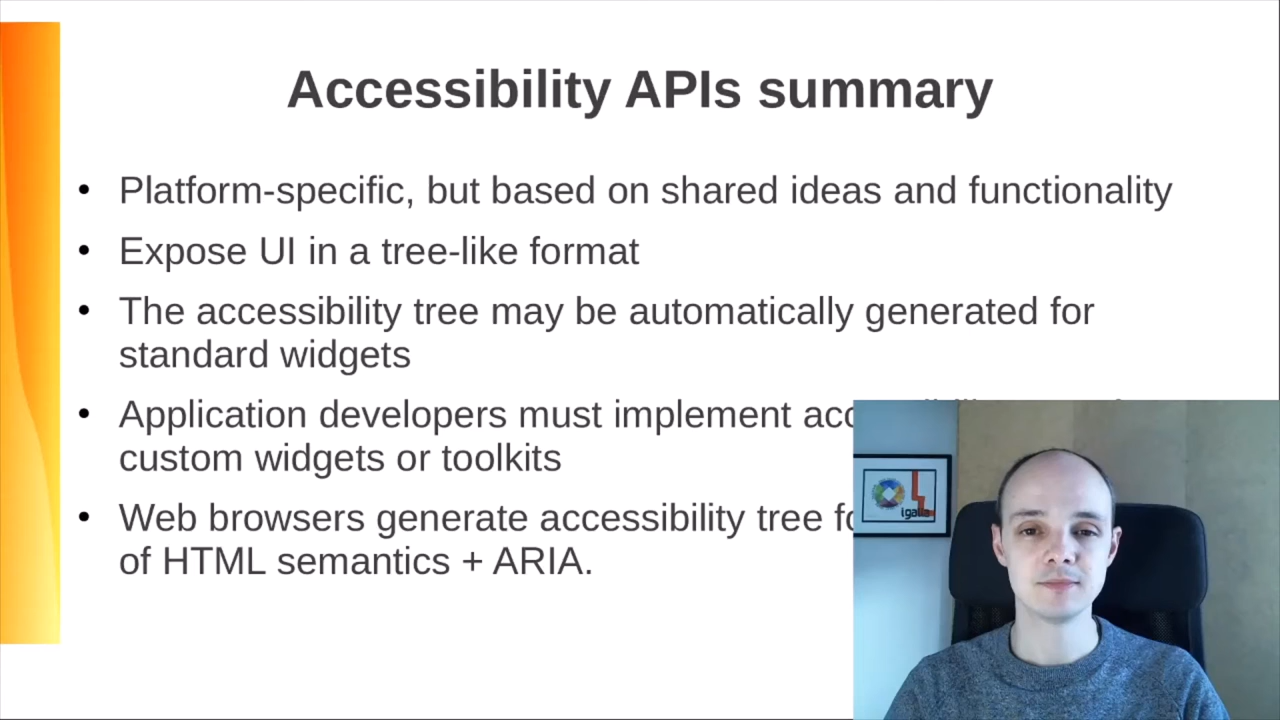 Accessibility APIs summary
• Platform-specific, but based on shared ideas and functionality
• Expose UI in a tree-like format
• The accessibility tree may be automatically generated for
standard widgets
• Application developers must implement
custom widgets or toolkits
• Web browsers generate accessibility tree
of HTML semantics + ARIA.
igalia